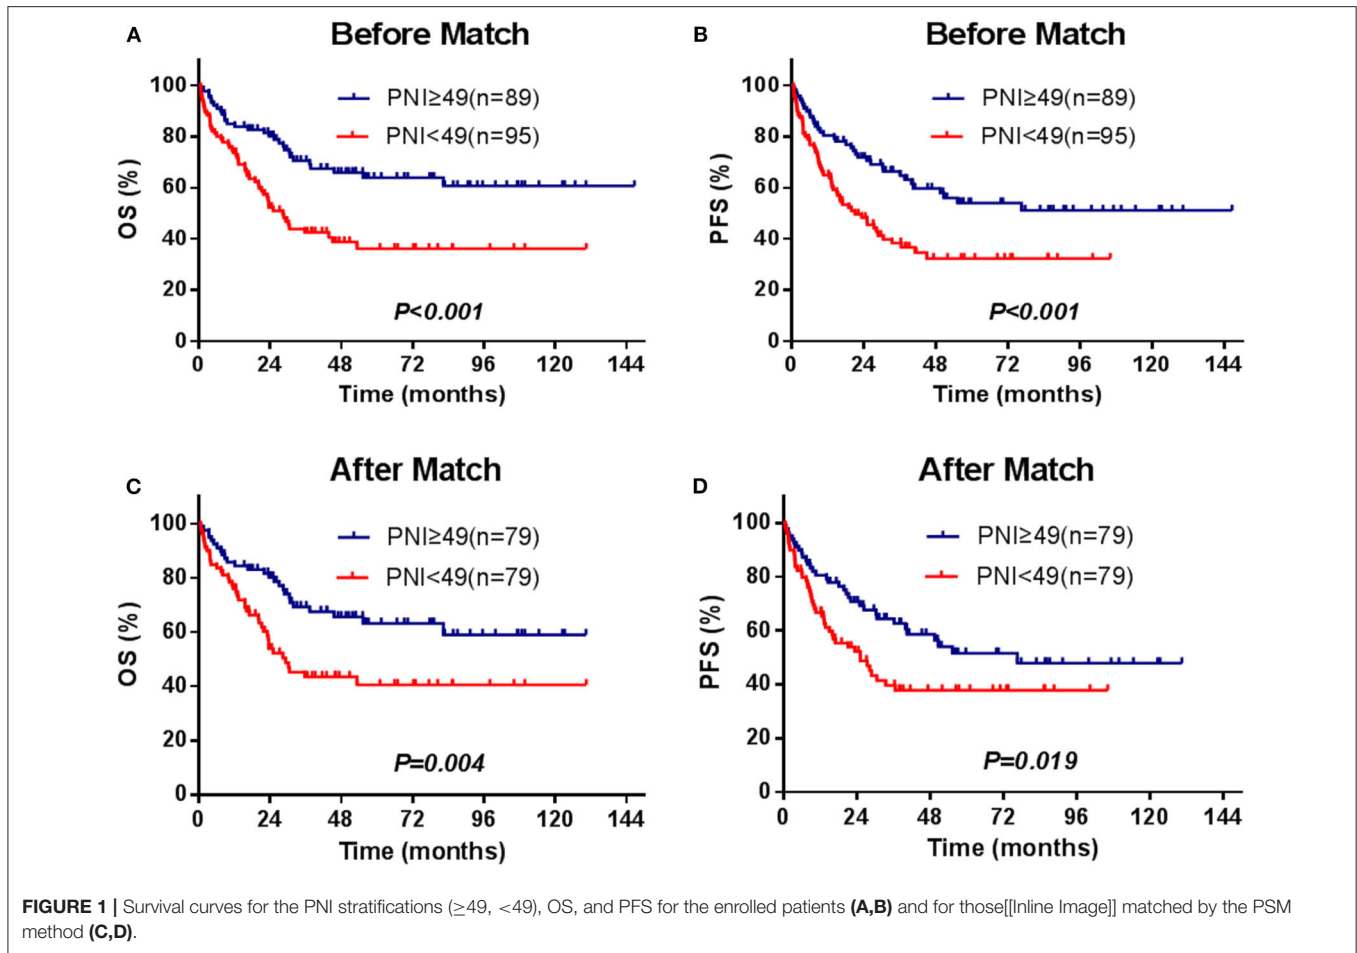 A
Before Match
PNI≥49(n=89)
PNI<49(n=95)
OS (%)
100
80
60
40
20
0
P<0.001
0 24 48 72 96 120 144
Time (months)
B
Before Match
PNI≥49(n=89)
PNI<49(n=95)
PFS (%)
100
80
60
40
20
0
P<0.001
0 24 48 72 96 120 144
Time (months)
C
After Match
PNI≥49(n=79)
PNI<49(n=79)
OS (%)
100
80
60
40
20
0
P=0.004
0 24 48 72 96 120 144
Time (months)
D
After Match
PNI≥49(n=79)
PNI<49(n=79)
PFS (%)
100
80
60
40
20
0
P=0.019
0 24 48 72 96 120 144
Time (months)
FIGURE 1 | Survival curves for the PNI stratifications (≥49, <49), OS, and PFS for the enrolled patients (A,B) and for those[[Inline Image]] matched by the PSM
method (C,D).